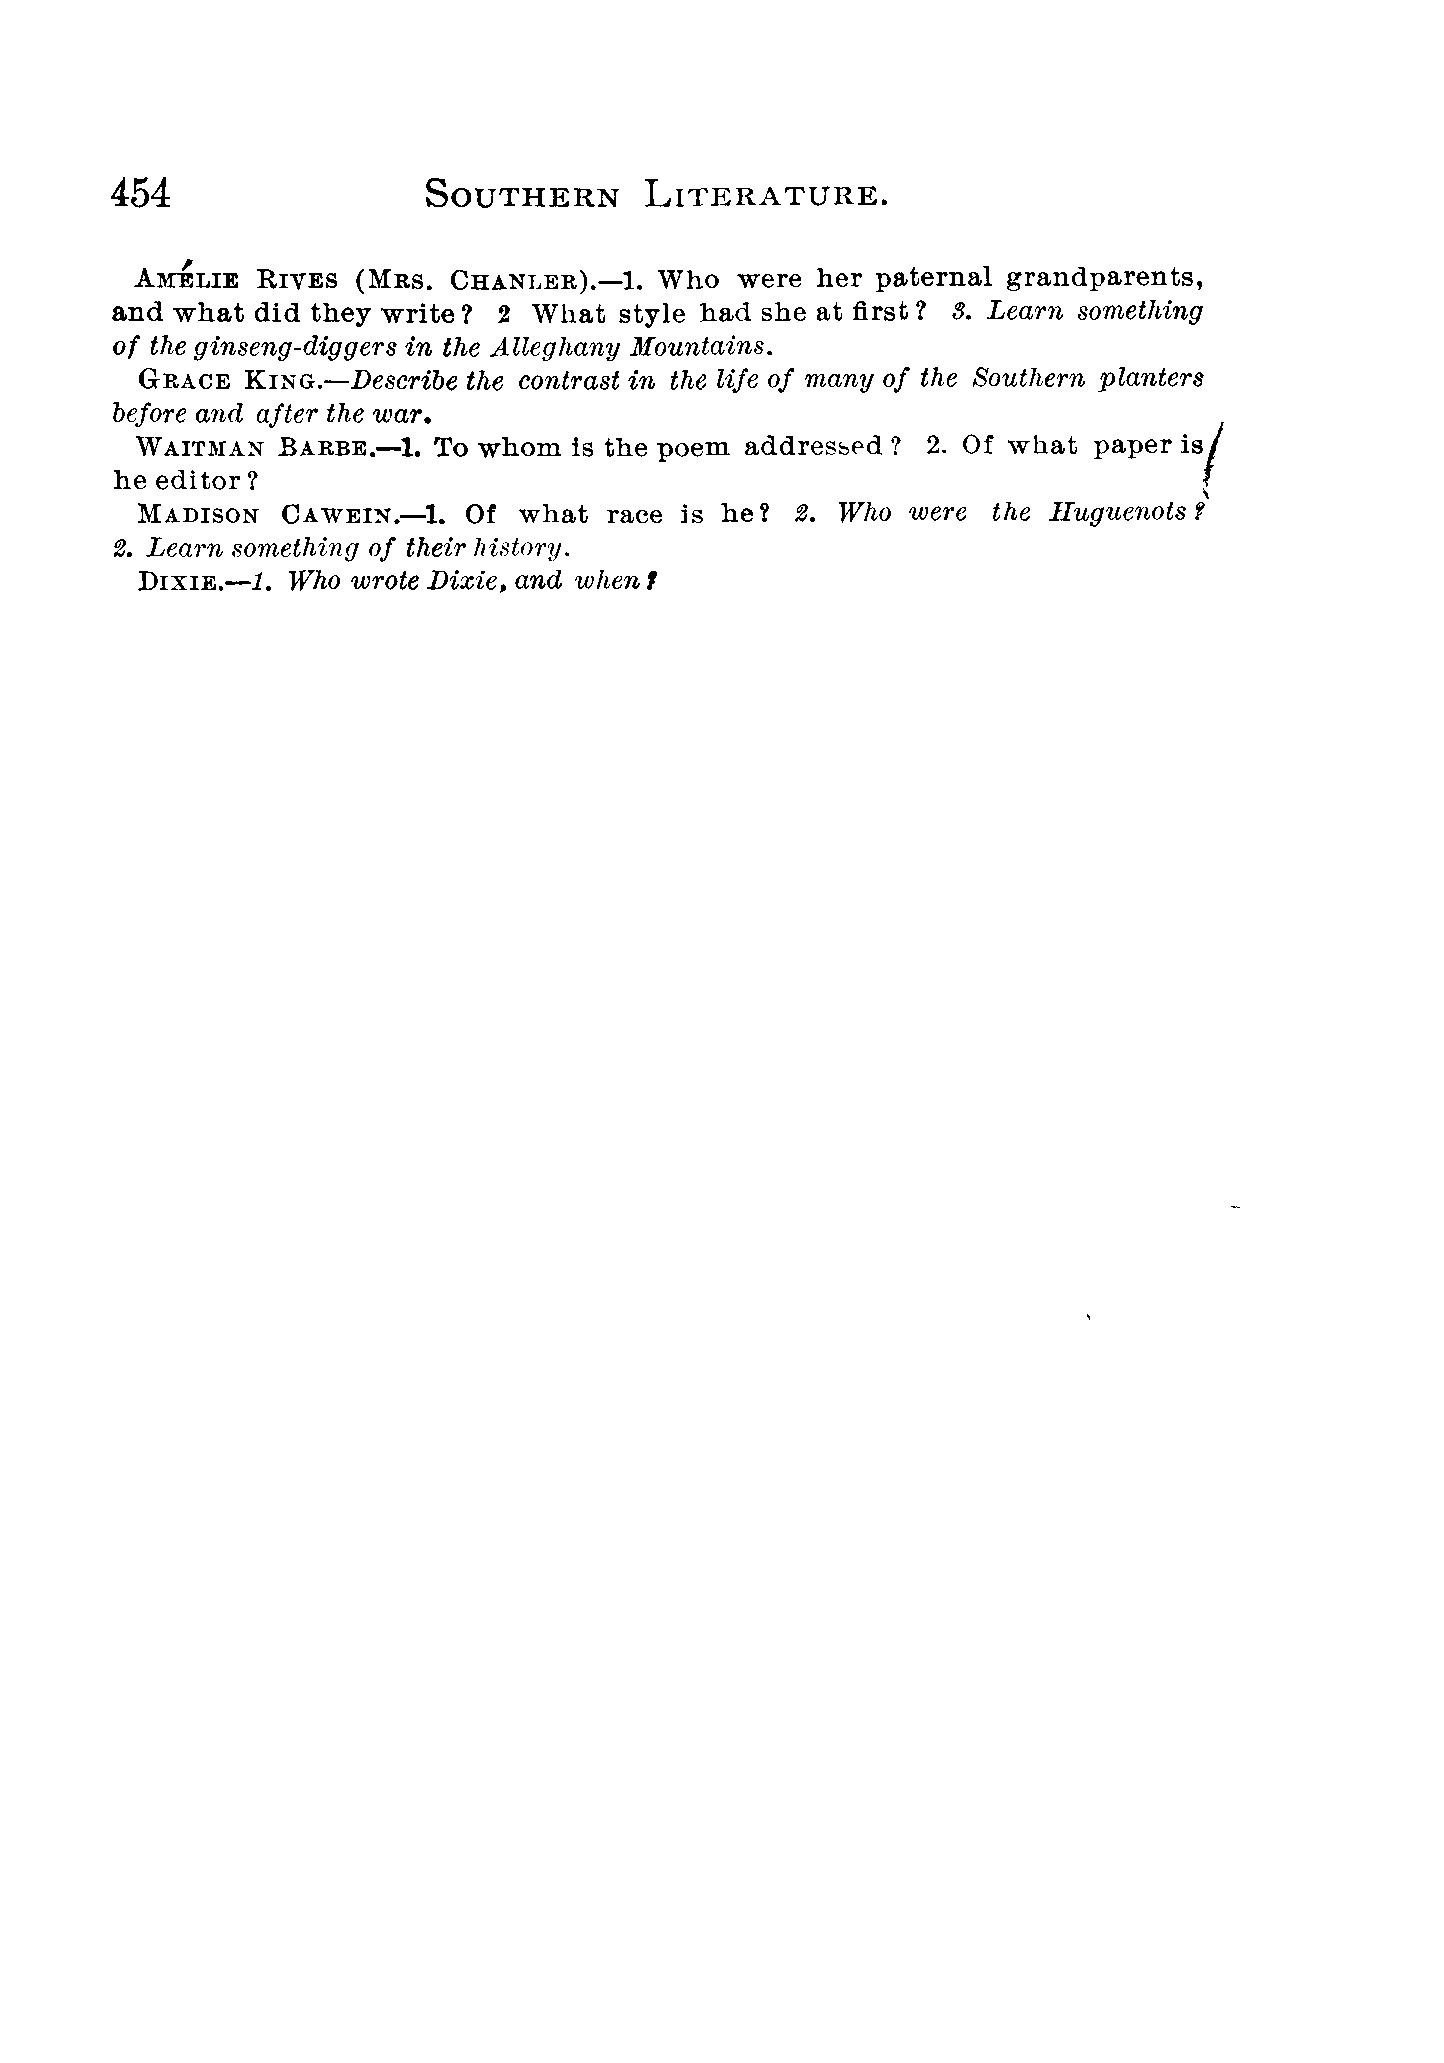 454 SOUTHERN LITERATURE.
AMÉLIE RIVES (MRS. CHANLER).—1. Who were her paternal grandparents,
and what did they write? 2 What style had she at first? 3. Learn something
of the ginseng-diggers in the Alleghany Mountains.
GRACE KING.—Describe the contrast in the life of many of the Southern planters
before and after the war.
WAITMAN BARBE.—1. To whom is the poem addressed? 2. Of what paper is
he editor?
MADISON CAWEIN.—1. Of what race is he? 2. Who were the Huguenots?
2. Learn something of their history.
DIXIE.—1. Who wrote Dixie, and when?